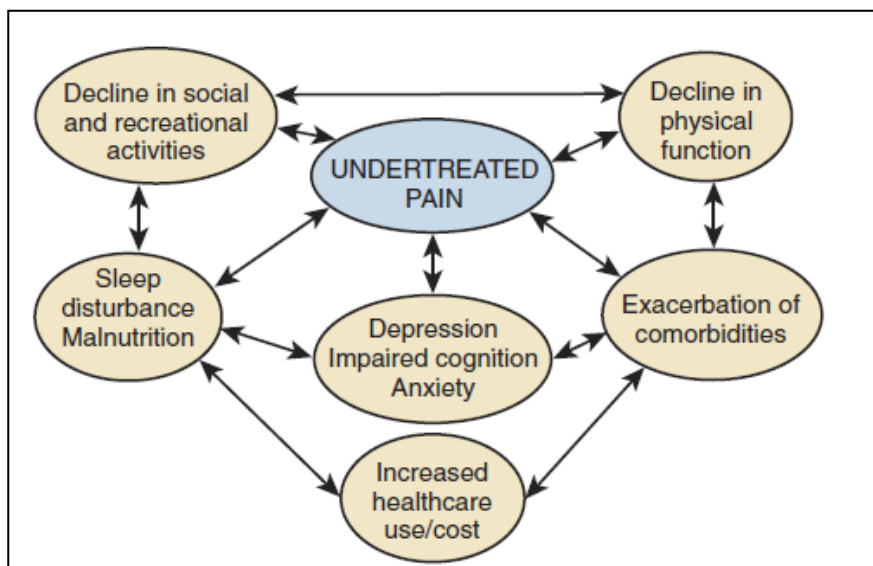 Decline in social
and recreational
activities
Decline in
physical
function
UNDERTREATED
PAIN
Sleep
disturbance
Malnutrition
Depression
Impaired cognition
Anxiety
Exacerbation of
comorbidities
Increased
healthcare
use/cost